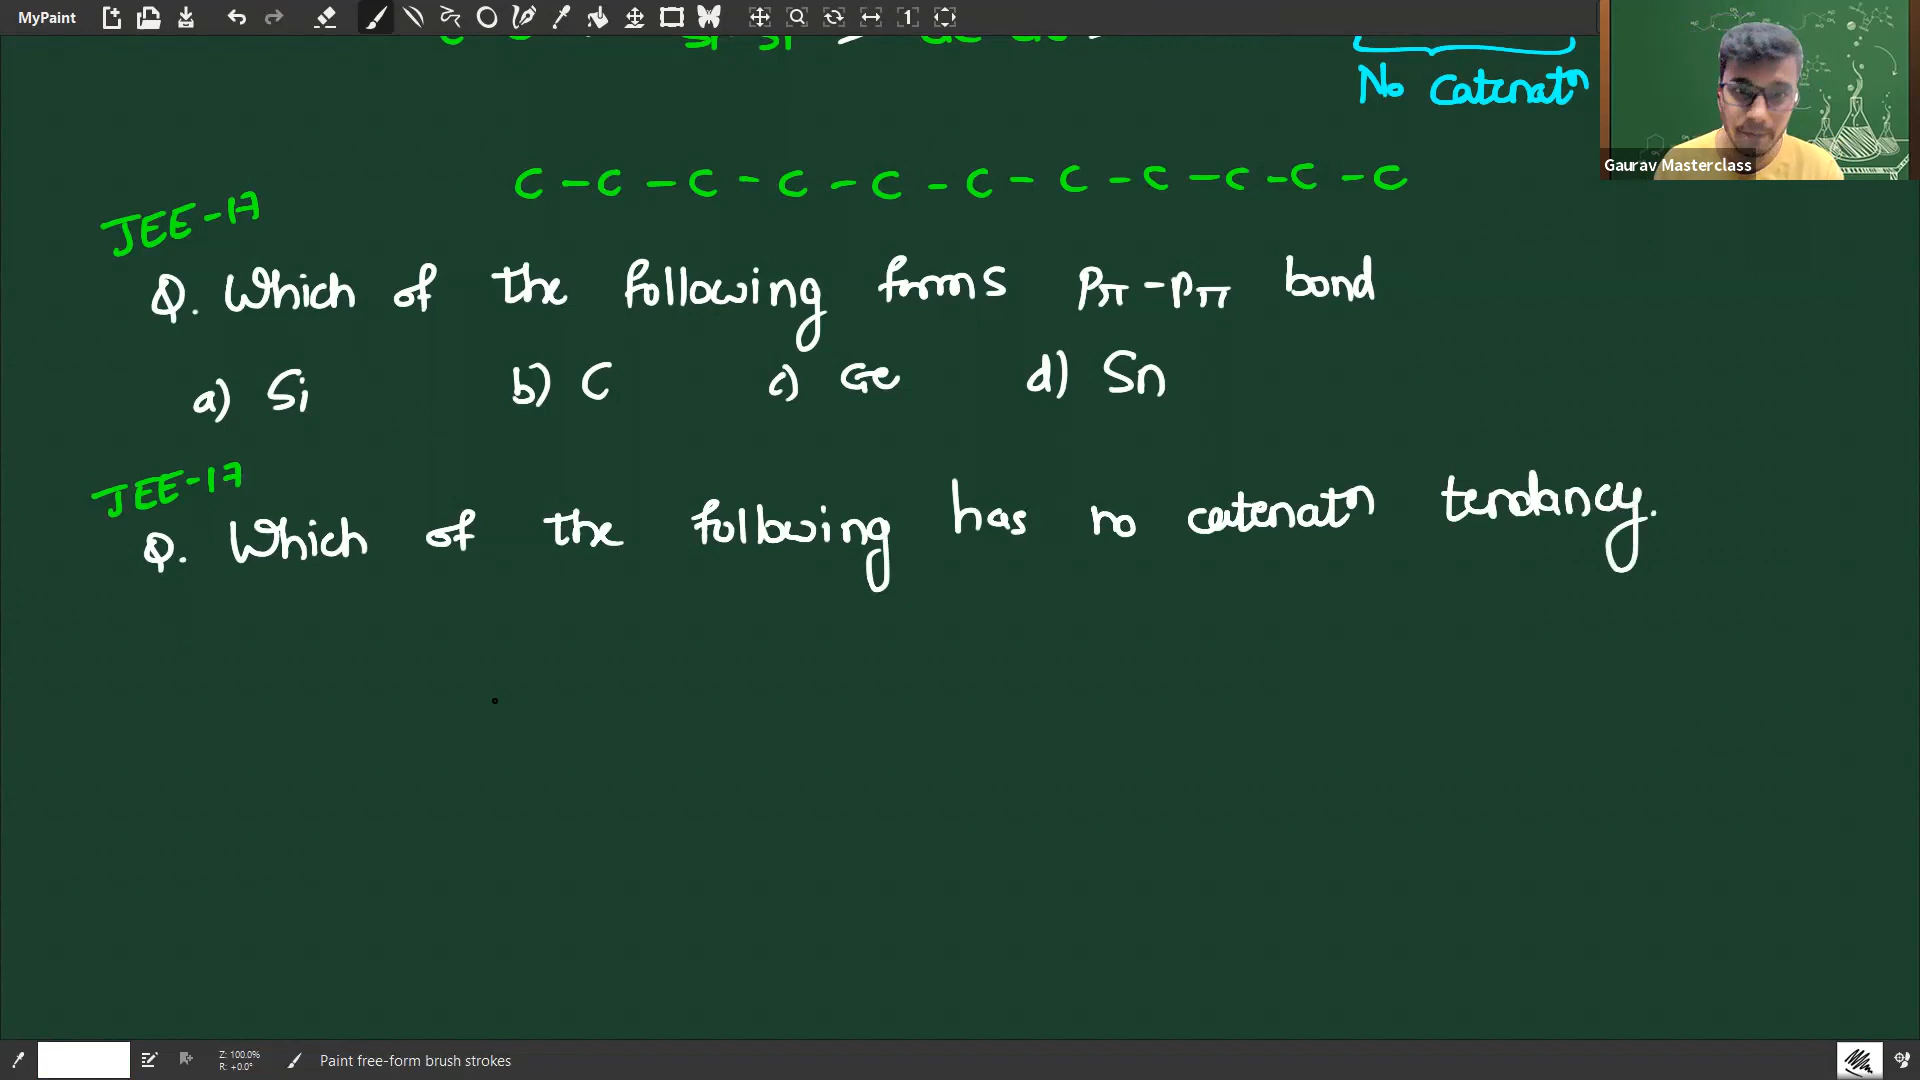 MyPaint
No Catenatⁿ
Gaurav Masterclass
C - C - C - C - C - C - C - C - C - C - C
JEE-17
Q. Which of the following forms pπ-pπ bond
a) Si b) C c) Ge d) Sn
JEE-17
Q. Which of the following has no catenatⁿ tendancy.
Z: 100.0%
R: +0.0°
Paint free-form brush strokes